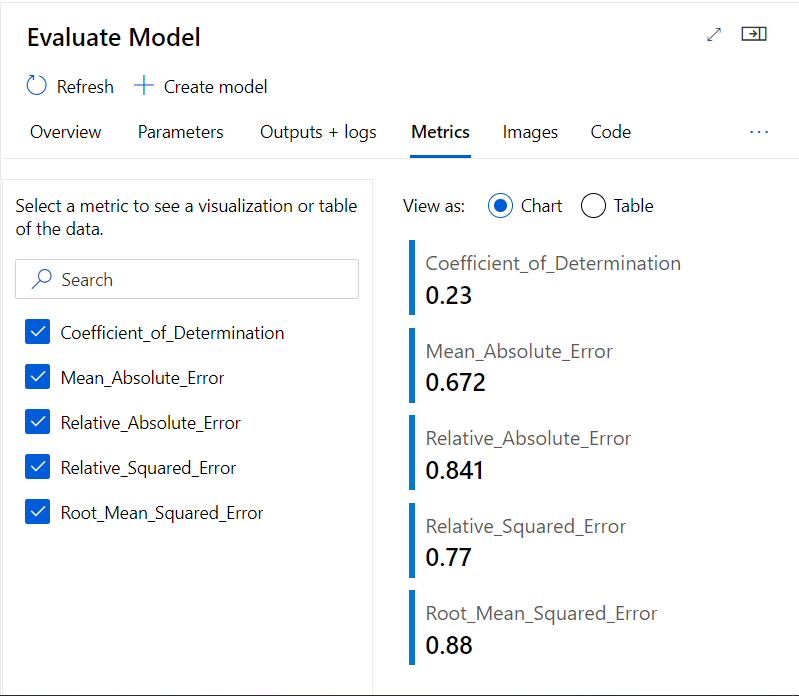 Evaluate Model
Refresh
Create model
Overview
Parameters
Outputs + logs
Metrics
Images
Code
...
Select a metric to see a visualization or table
of the data.
Search
Coefficient_of_Determination
Mean_Absolute_Error
Relative_Absolute_Error
Relative_Squared_Error
Root_Mean_Squared_Error
View as:
Chart
Table
Coefficient_of_Determination
0.23
Mean_Absolute_Error
0.672
Relative_Absolute_Error
0.841
Relative_Squared_Error
0.77
Root_Mean_Squared_Error
0.88